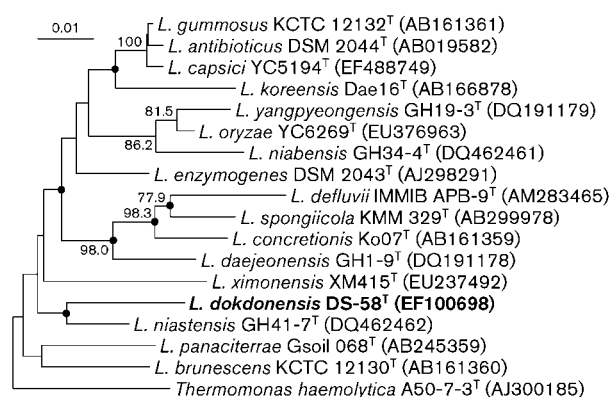 0.01
L. gummosus KCTC 12132ᵀ (AB161361)
100
L. antibioticus DSM 2044ᵀ (AB019582)
L. capsici YC5194ᵀ (EF488749)
L. koreensis Dae16ᵀ (AB166878)
81.5
L. yangpyeongensis GH19-3ᵀ (DQ191179)
L. oryzae YC6269ᵀ (EU376963)
86.2
L. niabensis GH34-4ᵀ (DQ462461)
L. enzymogenes DSM 2043ᵀ (AJ298291)
77.9
L. defluvii IMMIB APB-9ᵀ (AM283465)
98.3
L. spongiicola KMM 329ᵀ (AB299978)
L. concretionis Ko07ᵀ (AB161359)
98.0
L. daejeonensis GH1-9ᵀ (DQ191178)
L. ximonensis XM415ᵀ (EU237492)
L. dokdonensis DS-58ᵀ (EF100698)
L. niastensis GH41-7ᵀ (DQ462462)
L. panaciterrae Gsoil 068ᵀ (AB245359)
L. brunescens KCTC 12130ᵀ (AB161360)
Thermomonas haemolytica A50-7-3ᵀ (AJ300185)